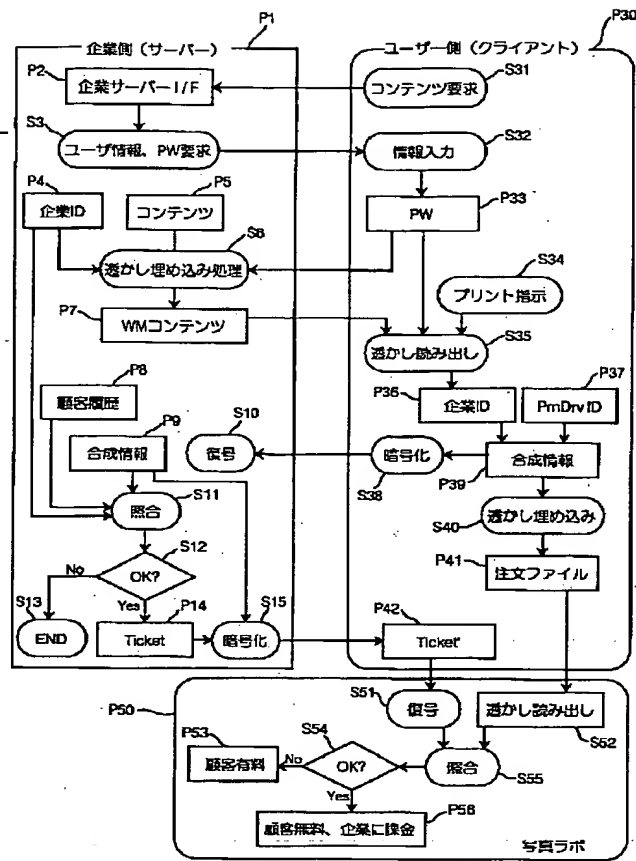 P1
P30
企業側（サーバー）
ユーザー側（クライアント）
P2
企業サーバーI/F
S31
コンテンツ要求
S3
ユーザ情報、PW要求
S32
情報入力
P4
企業ID
P5
コンテンツ
P33
PW
S6
透かし埋め込み処理
S34
プリント指示
P7
WMコンテンツ
S35
透かし読み出し
P8
顧客履歴
P36
企業ID
P37
PrnDrvID
P9
合成情報
S10
復号
S38
暗号化
P39
合成情報
S11
照合
S40
透かし埋め込み
S12
OK?
No
Yes
P41
注文ファイル
S13
END
P14
Ticket
S15
暗号化
P42
Ticket'
P50
S51
復号
透かし読み出し
S52
P53
顧客有料
S54
OK?
No
Yes
照合
S55
P56
顧客無料、企業に課金
写真ラボ